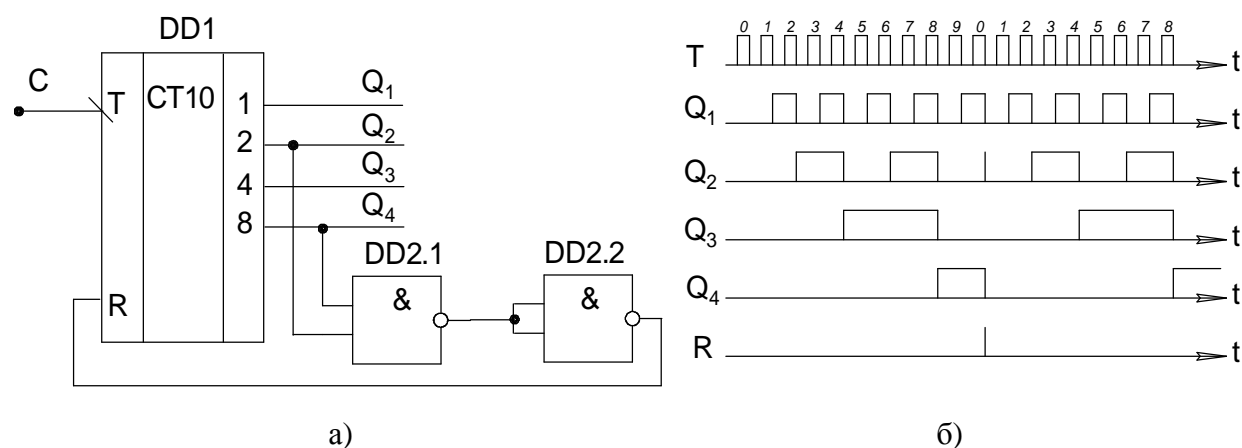 DD1
C
T
CT10
1
2
4
8
R
Q1
Q2
Q3
Q4
DD2.1
&
DD2.2
&
а)
0 1 2 3 4 5 6 7 8 9 0 1 2 3 4 5 6 7 8
T t
Q1 t
Q2 t
Q3 t
Q4 t
R t
б)